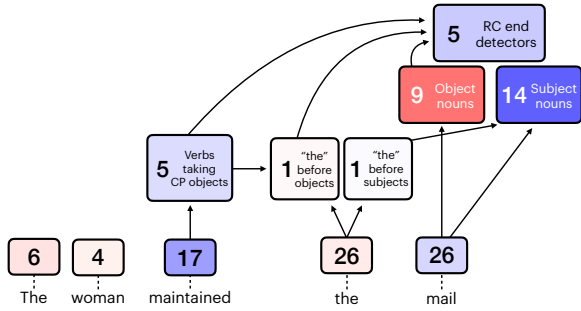 5 RC end
detectors
9 Object
nouns
14 Subject
nouns
5 Verbs
taking
CP objects
1 "the"
before
objects
1 "the"
before
subjects
6
4
17
26
26
The woman maintained the mail